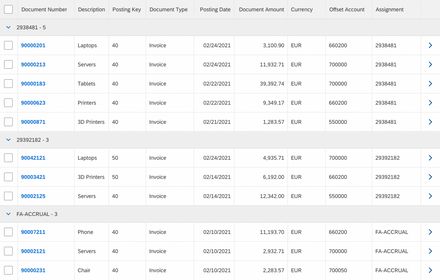 Document Number Description Posting Key Document Type Posting Date Document Amount Currency Offset Account Assignment
2938481 - 5
90000201 Laptops 40 Invoice 02/24/2021 3,100.90 EUR 660200 2938481
90000213 Servers 40 Invoice 02/24/2021 11,932.71 EUR 700000 2938481
90000183 Tablets 40 Invoice 02/22/2021 39,392.74 EUR 700000 2938481
90000623 Printers 40 Invoice 02/22/2021 9,349.17 EUR 660200 2938481
90000871 3D Printers 40 Invoice 02/21/2021 1,283.57 EUR 550000 2938481
29392182 - 3
90042121 Laptops 50 Invoice 02/24/2021 4,935.71 EUR 700000 29392182
90003421 3D Printers 50 Invoice 02/14/2021 6,192.00 EUR 660200 29392182
90002125 Servers 40 Invoice 02/14/2021 12,342.00 EUR 550000 29392182
FA-ACCRUAL - 3
90007211 Phone 40 Invoice 02/10/2021 11,193.70 EUR 660200 FA-ACCRUAL
90002121 Servers 40 Invoice 02/10/2021 2,932.71 EUR 700000 FA-ACCRUAL
90000231 Chair 40 Invoice 02/10/2021 2,283.57 EUR 700050 FA-ACCRUAL